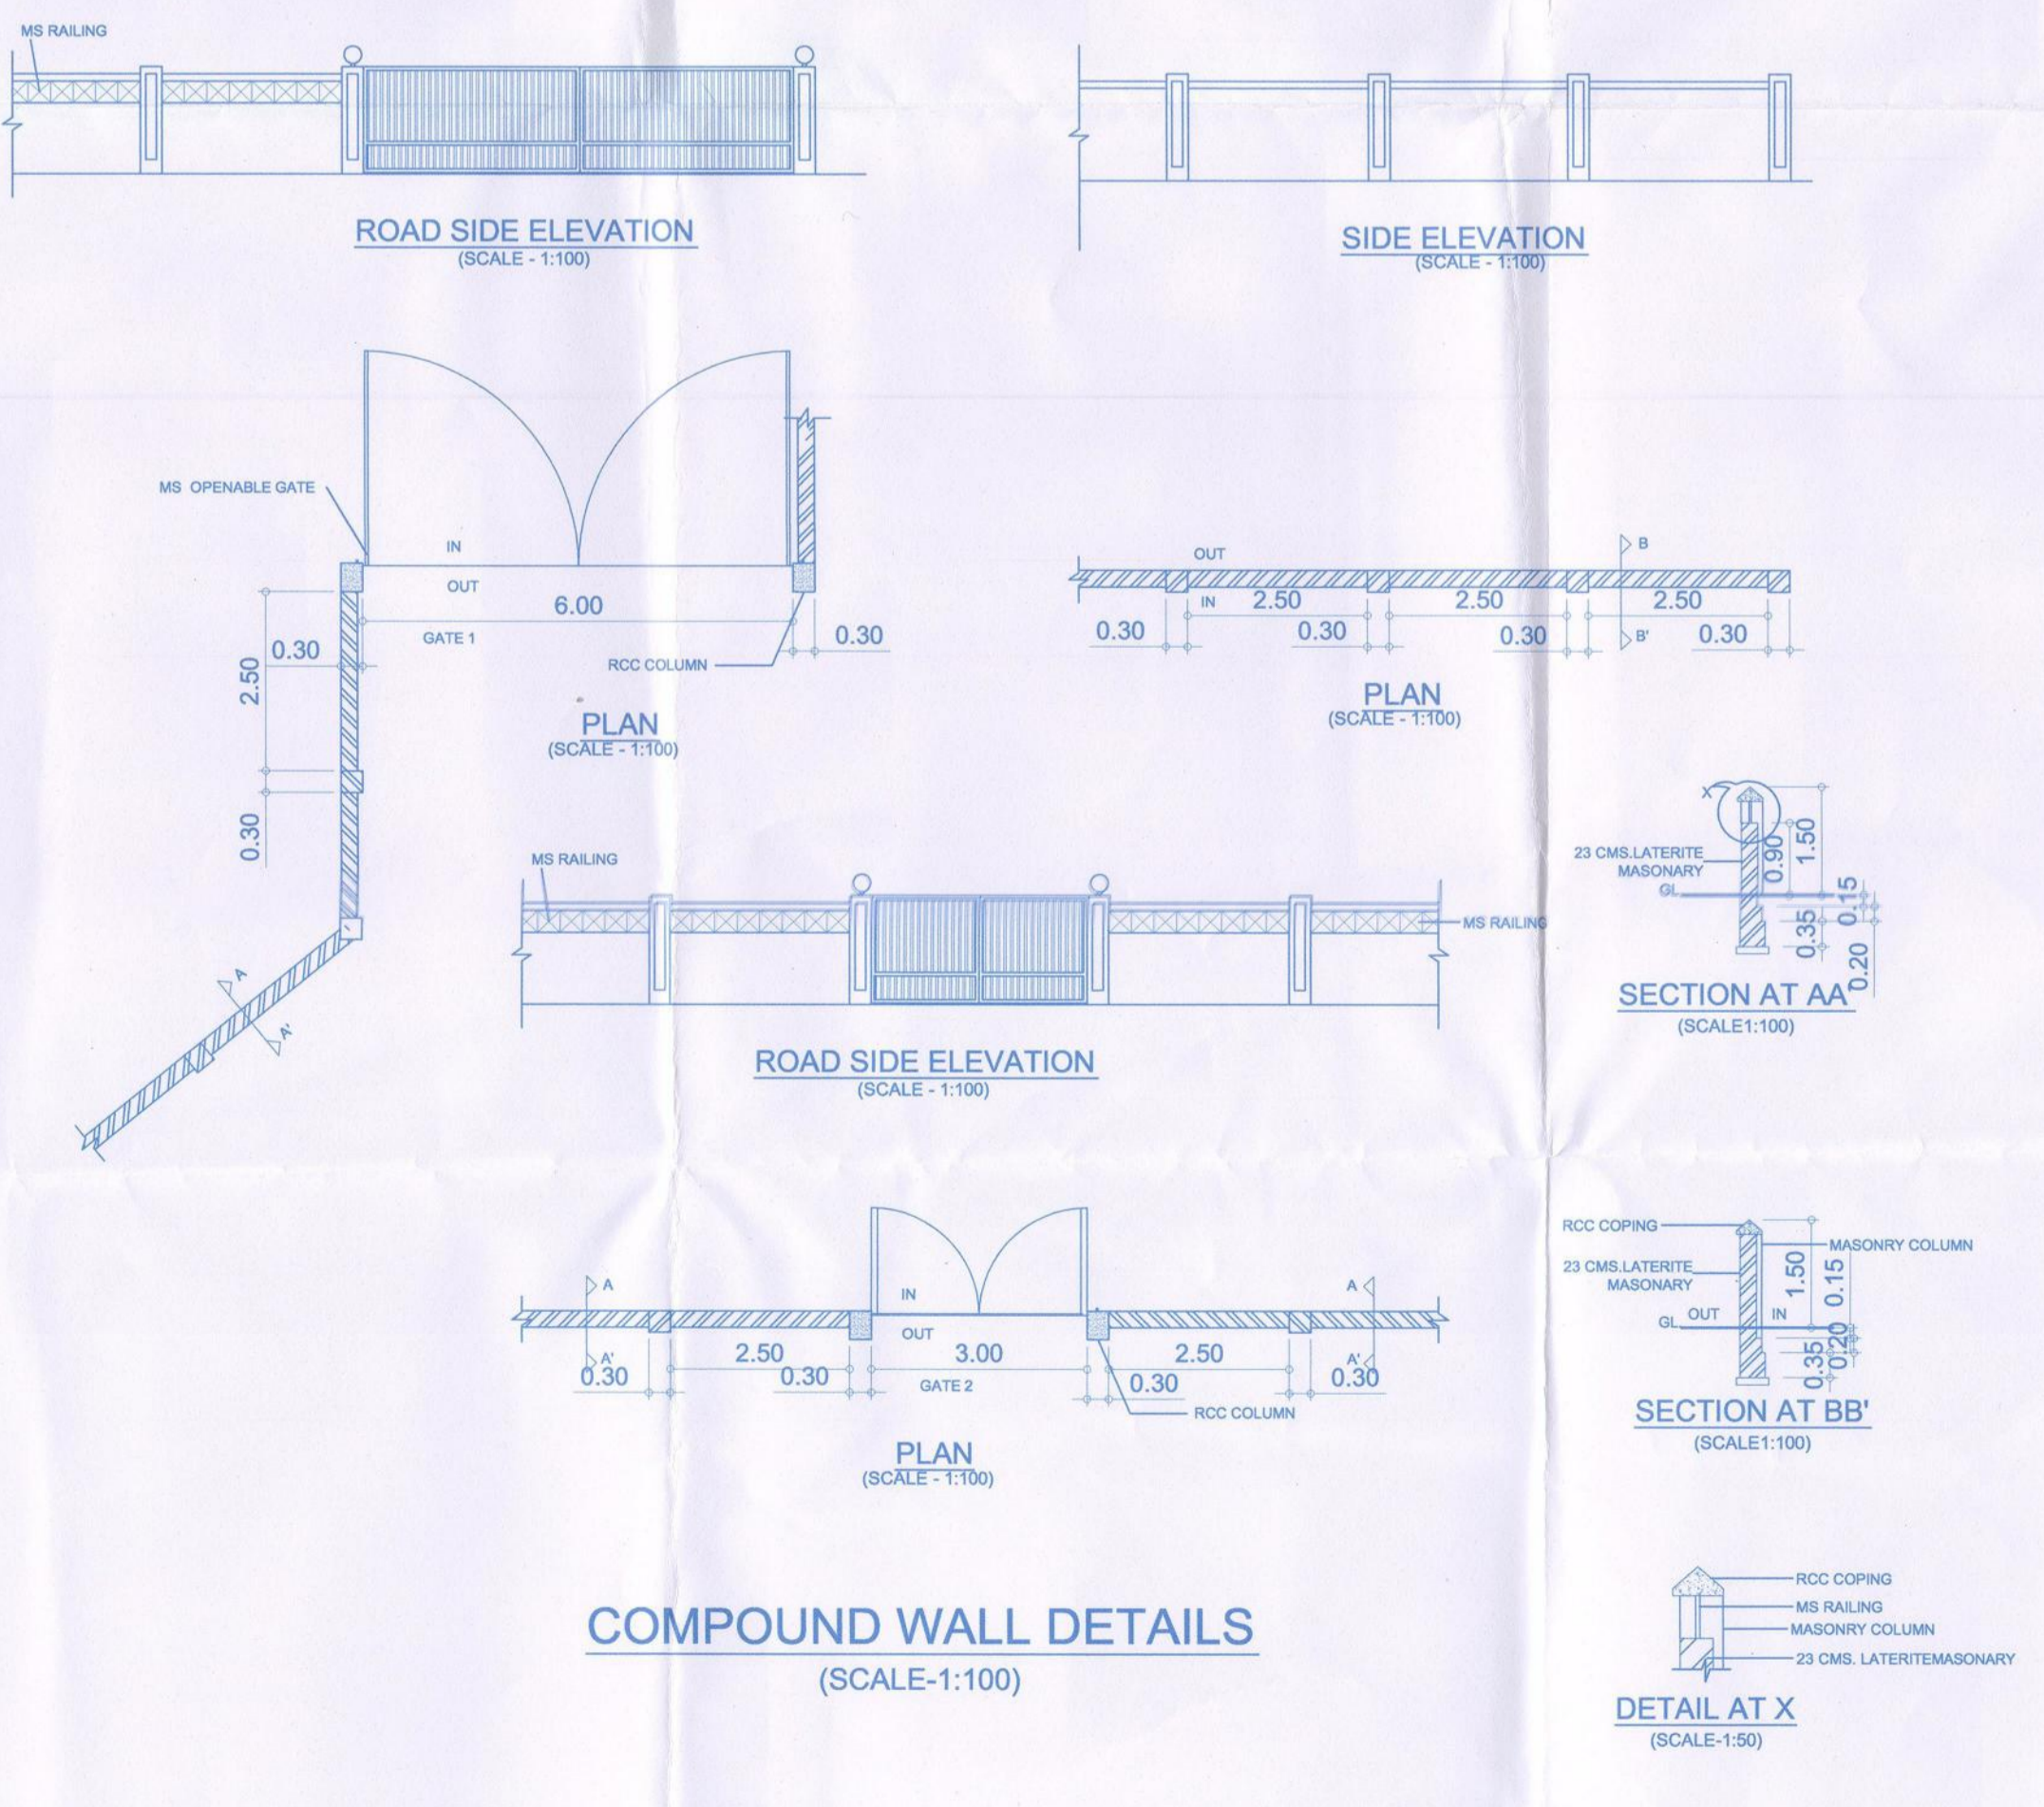 MS RAILING
ROAD SIDE ELEVATION
(SCALE - 1:100)
SIDE ELEVATION
(SCALE - 1:100)
MS OPENABLE GATE
IN
OUT
6.00
GATE 1
0.30
2.50
0.30
0.30
RCC COLUMN
PLAN
(SCALE - 1:100)
OUT
B
IN
2.50
2.50
2.50
0.30
0.30
0.30
B'
0.30
PLAN
(SCALE - 1:100)
X
23 CMS.LATERITE
MASONARY
GL
0.90
1.50
0.15
0.35
0.20
SECTION AT AA'
(SCALE1:100)
A
A'
MS RAILING
MS RAILING
ROAD SIDE ELEVATION
(SCALE - 1:100)
A
IN
A
OUT
A'
2.50
3.00
2.50
A'
0.30
0.30
GATE 2
0.30
0.30
RCC COLUMN
PLAN
(SCALE - 1:100)
RCC COPING
MASONRY COLUMN
23 CMS.LATERITE
MASONARY
1.50
0.15
GL
OUT
IN
0.35
0.20
SECTION AT BB'
(SCALE1:100)
RCC COPING
MS RAILING
MASONRY COLUMN
23 CMS. LATERITEMASONARY
DETAIL AT X
(SCALE-1:50)
COMPOUND WALL DETAILS
(SCALE-1:100)